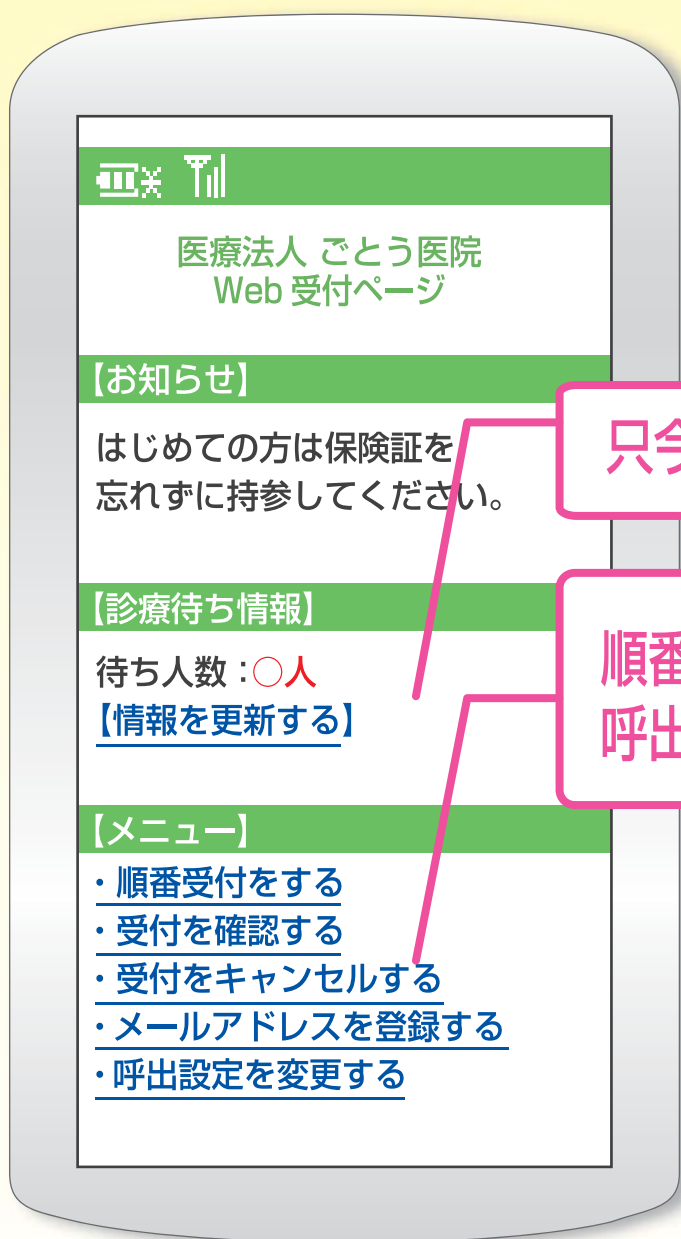 医療法人 ごとう医院
Web 受付ページ
【お知らせ】
はじめての方は保険証を
忘れずに持参してください。
只今
【診療待ち情報】
待ち人数：○人
【情報を更新する】
順番
呼出
【メニュー】
・順番受付をする
・受付を確認する
・受付をキャンセルする
・メールアドレスを登録する
・呼出設定を変更する